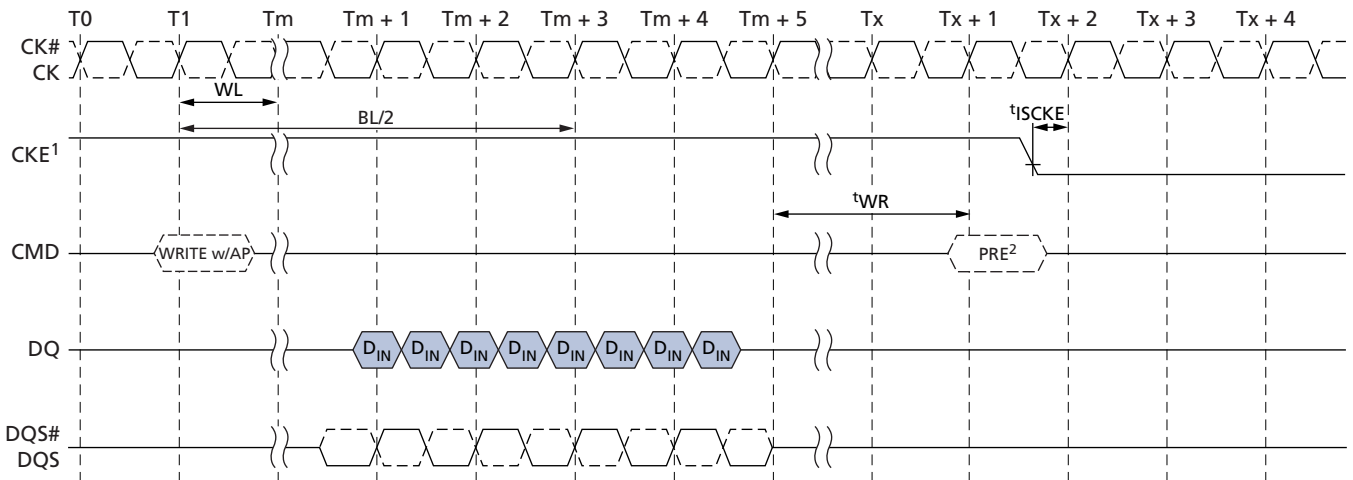 T0 T1 Tm Tm + 1 Tm + 2 Tm + 3 Tm + 4 Tm + 5 Tx Tx + 1 Tx + 2 Tx + 3 Tx + 4
CK#
CK
WL
BL/2
tISCKE
CKE1
tWR
CMD
WRITE w/AP
PRE2
DQ
DIN DIN DIN DIN DIN DIN DIN DIN
DQS#
DQS